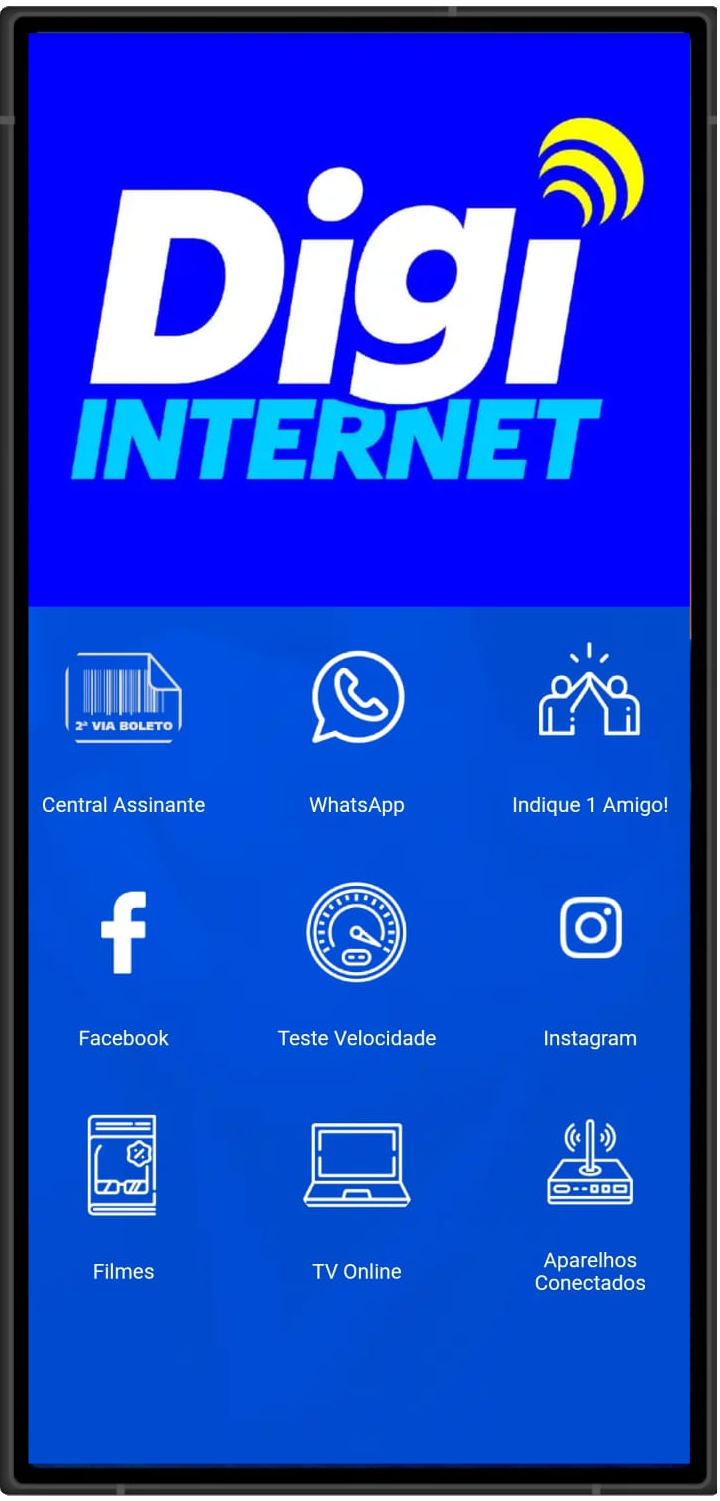 Digi
INTERNET
2ª VIA BOLETO
Central Assinante
WhatsApp
Indique 1 Amigo!
Facebook
Teste Velocidade
Instagram
Filmes
TV Online
Aparelhos
Conectados